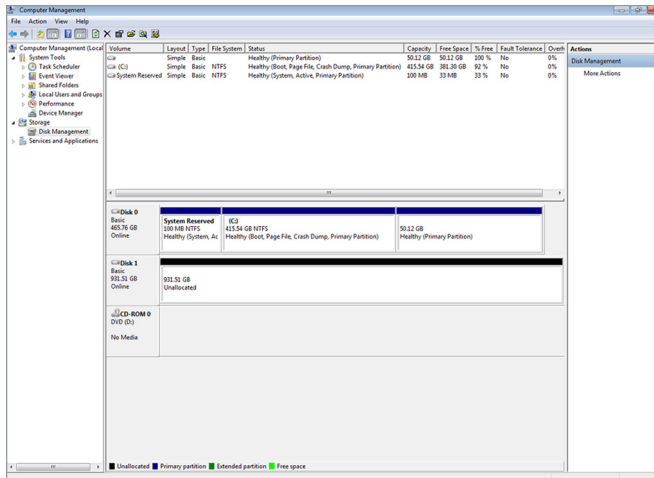 Computer Management
File Action View Help
Computer Management (Local
System Tools
Task Scheduler
Event Viewer
Shared Folders
Local Users and Groups
Performance
Device Manager
Storage
Disk Management
Services and Applications
Volume Layout Type File System Status Capacity Free Space % Free Fault Tolerance Overh
Simple Basic Healthy (Primary Partition) 50.12 GB 50.12 GB 100 % No 0%
(C:) Simple Basic NTFS Healthy (Boot, Page File, Crash Dump, Primary Partition) 415.54 GB 381.30 GB 92 % No 0%
System Reserved Simple Basic NTFS Healthy (System, Active, Primary Partition) 100 MB 33 MB 33 % No 0%
Actions
Disk Management
More Actions
Disk 0
Basic
465.76 GB
Online
System Reserved
100 MB NTFS
Healthy (System, Ac
(C:)
415.54 GB NTFS
Healthy (Boot, Page File, Crash Dump, Primary Partition)
50.12 GB
Healthy (Primary Partition)
Disk 1
Basic
931.51 GB
Online
931.51 GB
Unallocated
CD-ROM 0
DVD (D:)
No Media
Unallocated Primary partition Extended partition Free space